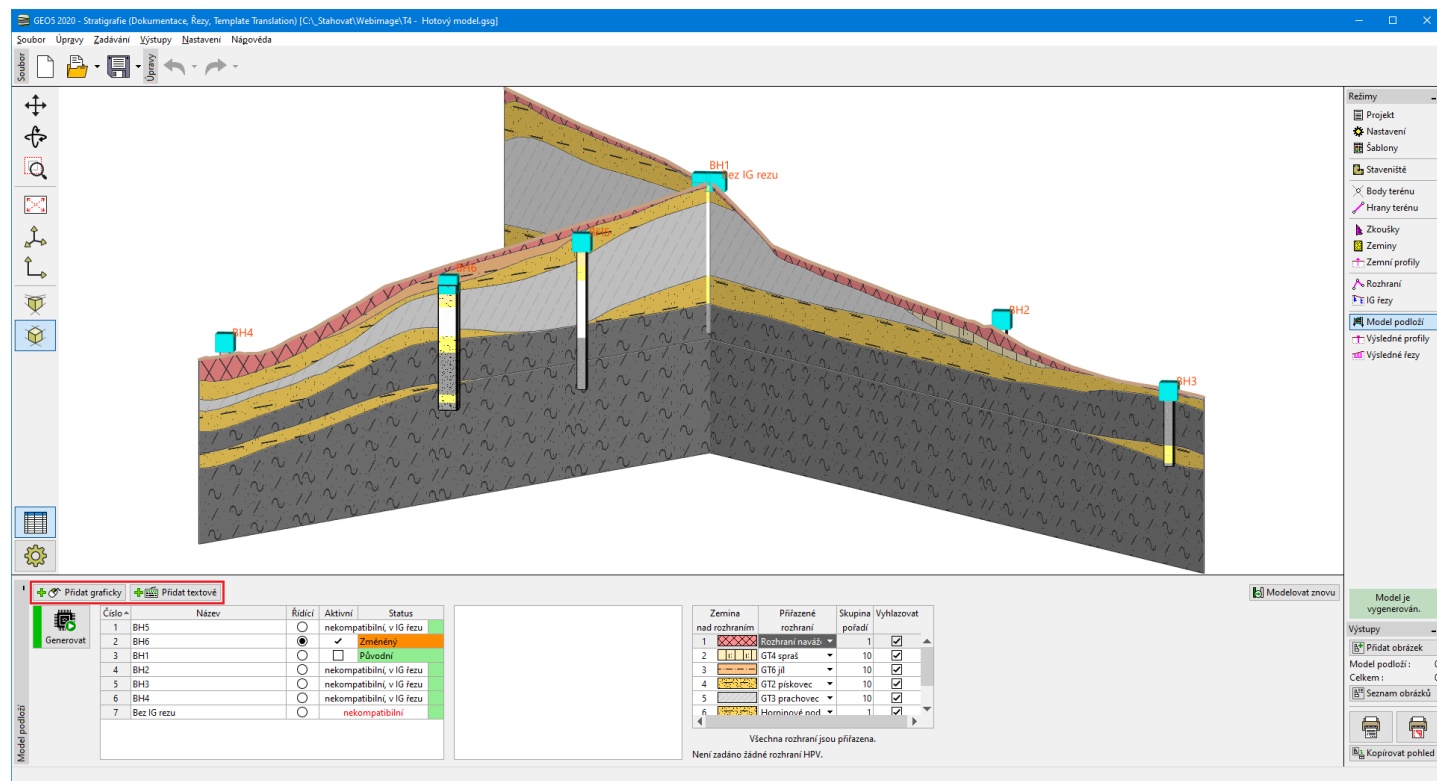 GEO5 2020 - Stratigrafie (Dokumentace, Řezy, Template Translation) [C:\_Stahovat\Webimage\T4 - Hotový model.gsg]
Soubor Úpravy Zadávání Výstupy Nastavení Nápověda
Soubor
Úpravy
BH1
Bez IG rezu
BH5
BH6
BH4
BH2
BH3
Režimy
Projekt
Nastavení
Šablony
Staveniště
Body terénu
Hrany terénu
Zkoušky
Zeminy
Zemní profily
Rozhraní
IG řezy
Model podloží
Výsledné profily
Výsledné řezy
Přidat graficky
Přidat textově
Modelovat znovu
Generovat
Číslo Název Řídící Aktivní Status
1 BH5 nekompatibilní, v IG řezu
2 BH6 Změněný
3 BH1 Původní
4 BH2 nekompatibilní, v IG řezu
5 BH3 nekompatibilní, v IG řezu
6 BH4 nekompatibilní, v IG řezu
7 Bez IG rezu nekompatibilní
Zemina Přiřazené Skupina Vyhlazovat
nad rozhraním rozhraní pořadí
1 Rozhraní naváž 1
2 GT4 spraš 10
3 GT6 jíl 10
4 GT2 pískovec 10
5 GT3 prachovec 10
6 Horninové pod 1
Všechna rozhraní jsou přiřazena.
Není zadáno žádné rozhraní HPV.
Model podloží
Model je
vygenerován.
Výstupy
Přidat obrázek
Model podloží :
Celkem :
Seznam obrázků
Kopírovat pohled